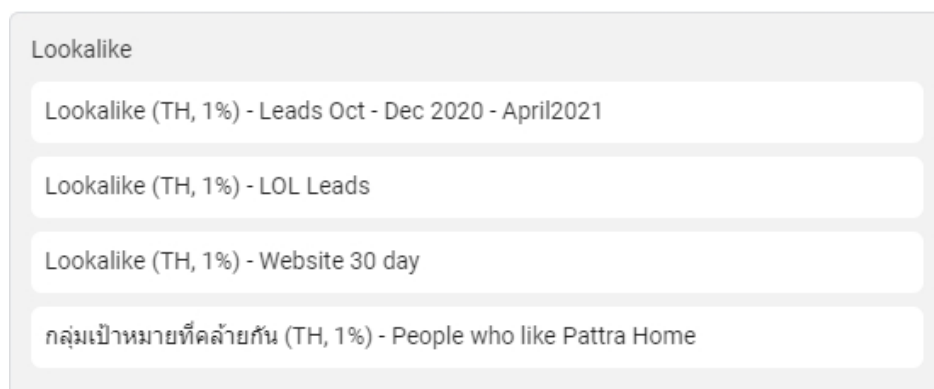 Lookalike
Lookalike (TH, 1%) - Leads Oct - Dec 2020 - April2021
Lookalike (TH, 1%) - LOL Leads
Lookalike (TH, 1%) - Website 30 day
กลุ่มเป้าหมายที่คล้ายกัน (TH, 1%) - People who like Pattra Home